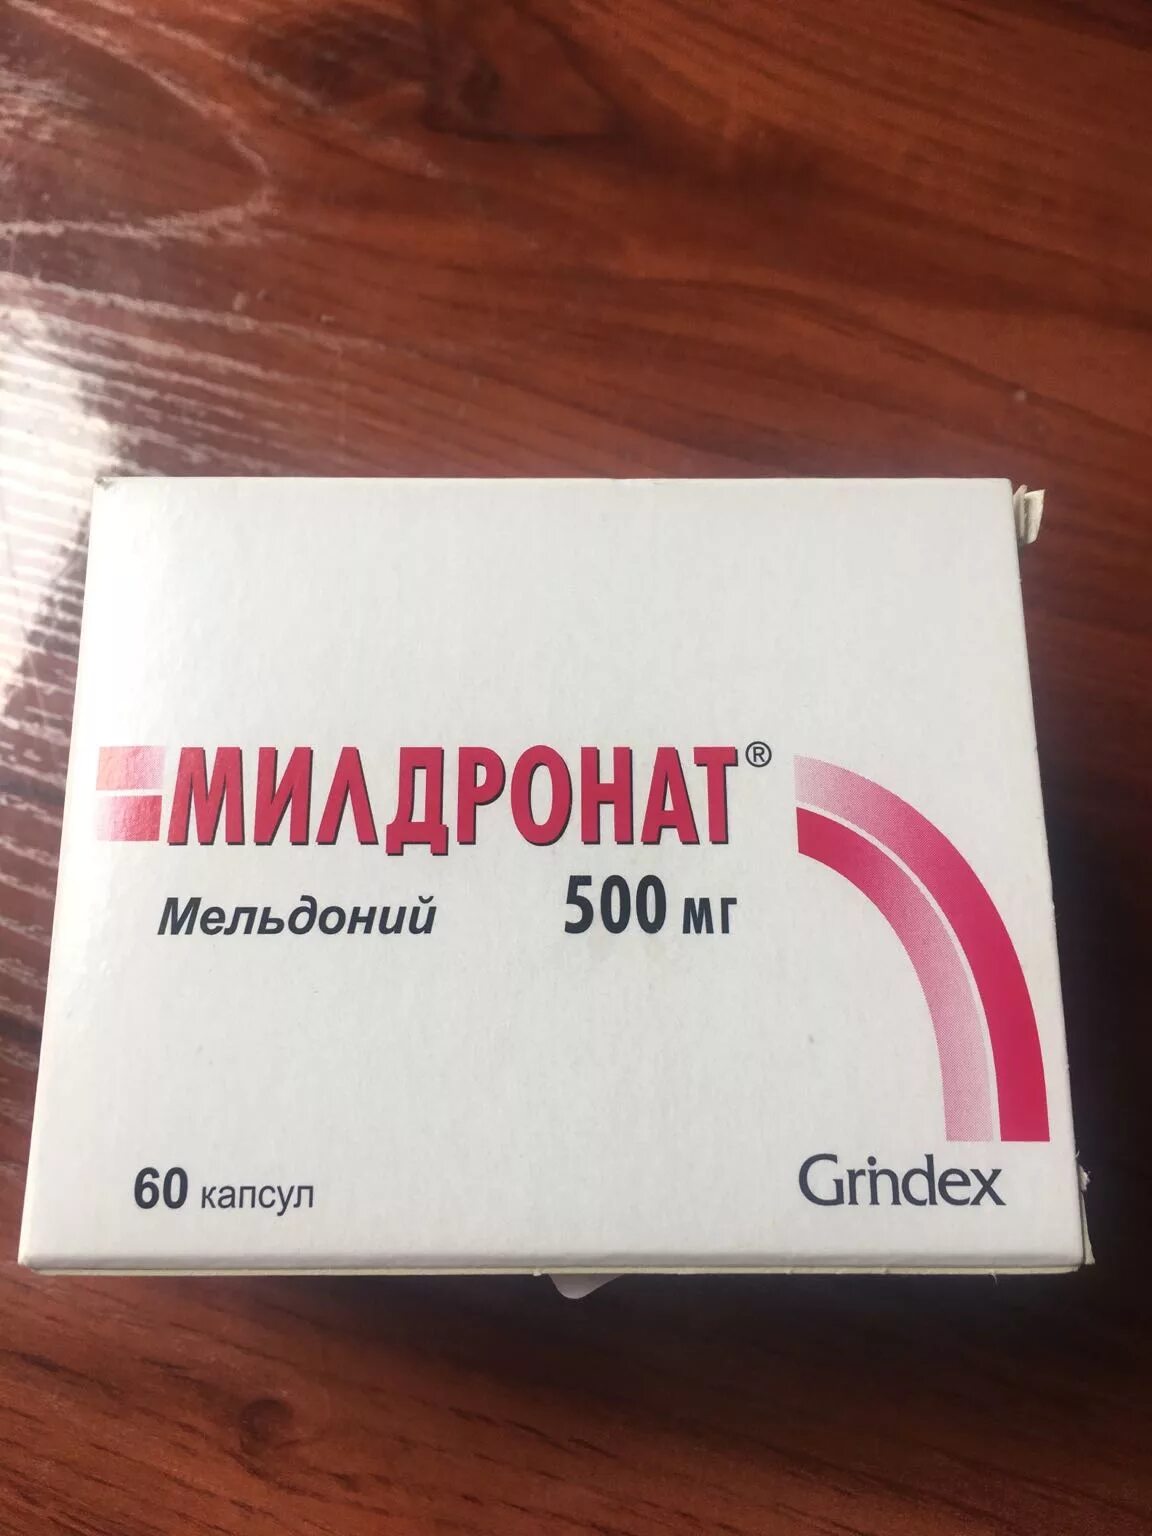 МИЛДРОНАТ®
Мельдоний 500 мг
60 капсул Grindex